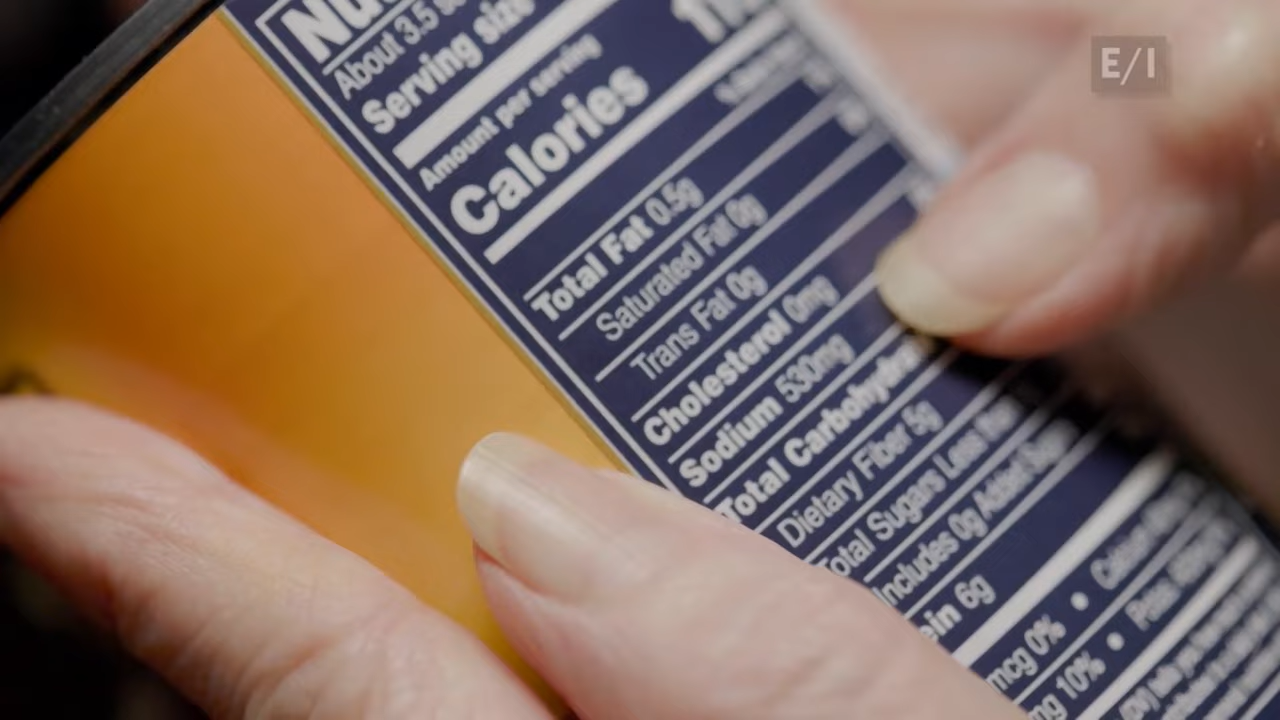 E/I
Nu
About 3.5 s
Serving size
Amount per serving
Calories
Total Fat 0.5g
Saturated Fat 0g
Trans Fat 0g
Cholesterol 0mg
Sodium 530mg
Total Carbohydra
Dietary Fiber 5g
Total Sugars Less than
Includes 0g Added Sug
ein 6g
mcg 0% •
mg 10% •